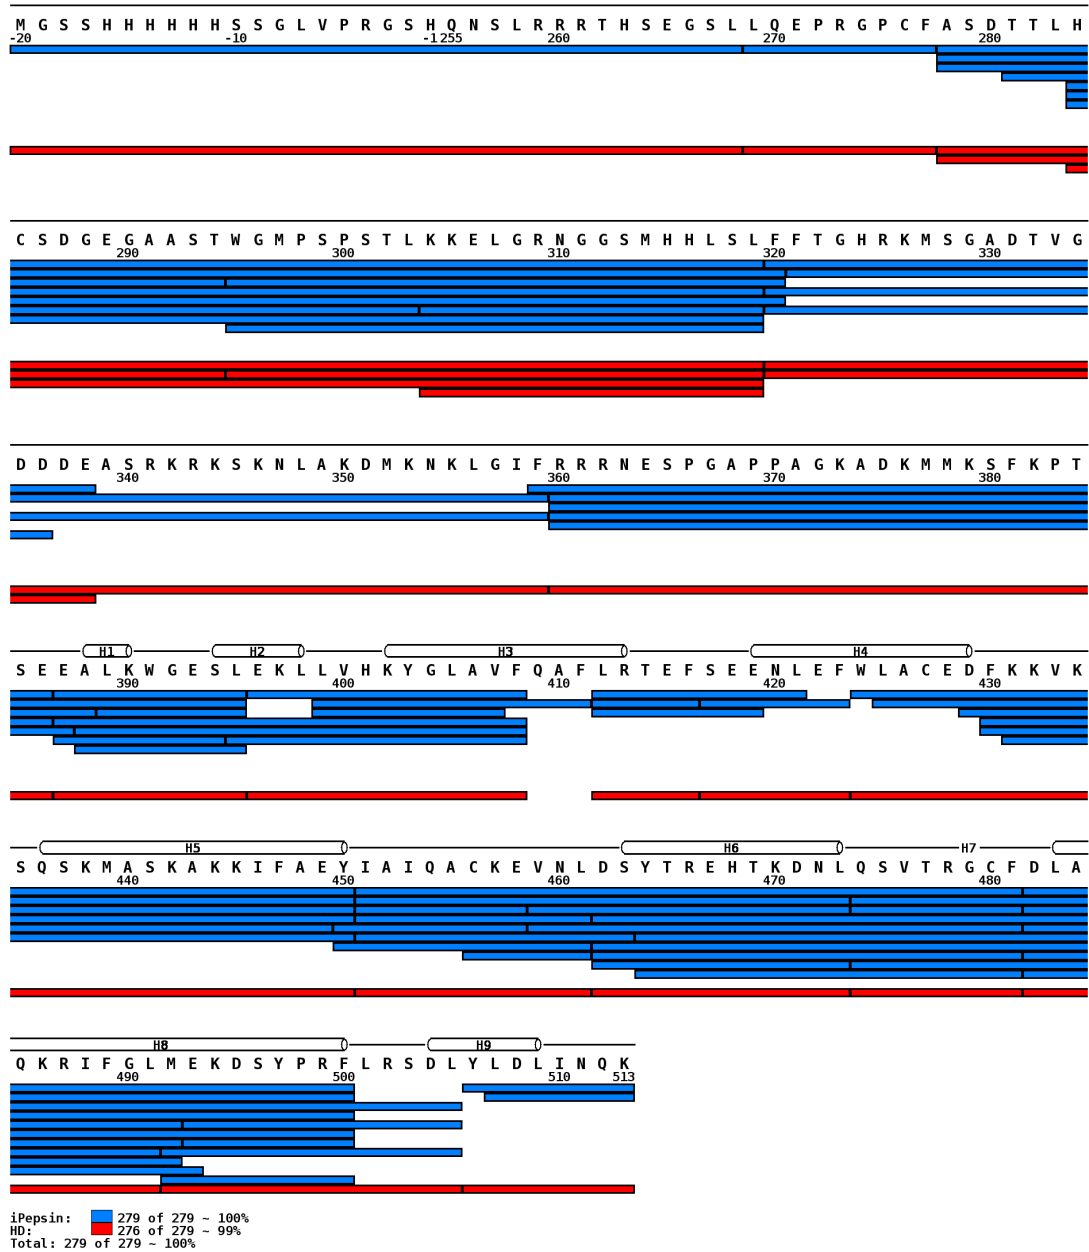 M G S S H H H H H H S S G L V P R G S H Q N S L R R R T H S E G S L L Q E P R G P C F A S D T T L H
-20 -10 -1 255 260 270 280
C S D G E G A A S T W G M P S P S T L K K E L G R N G G S M H H L S L F F T G H R K M S G A D T V G
290 300 310 320 330
D D D E A S R K R K S K N L A K D M K N K L G I F R R R N E S P G A P P A G K A D K M M K S F K P T
340 350 360 370 380
H1 H2 H3 H4
S E E A L K W G E S L E K L L V H K Y G L A V F Q A F L R T E F S E E N L E F W L A C E D F K K V K
390 400 410 420 430
H5 H6 H7
S Q S K M A S K A K K I F A E Y I A I Q A C K E V N L D S Y T R E H T K D N L Q S V T R G C F D L A
440 450 460 470 480
H8 H9
Q K R I F G L M E K D S Y P R F L R S D L Y L D L I N Q K
490 500 510 513
iPepsin: 279 of 279 ~ 100%
HD: 276 of 279 ~ 99%
Total: 279 of 279 ~ 100%